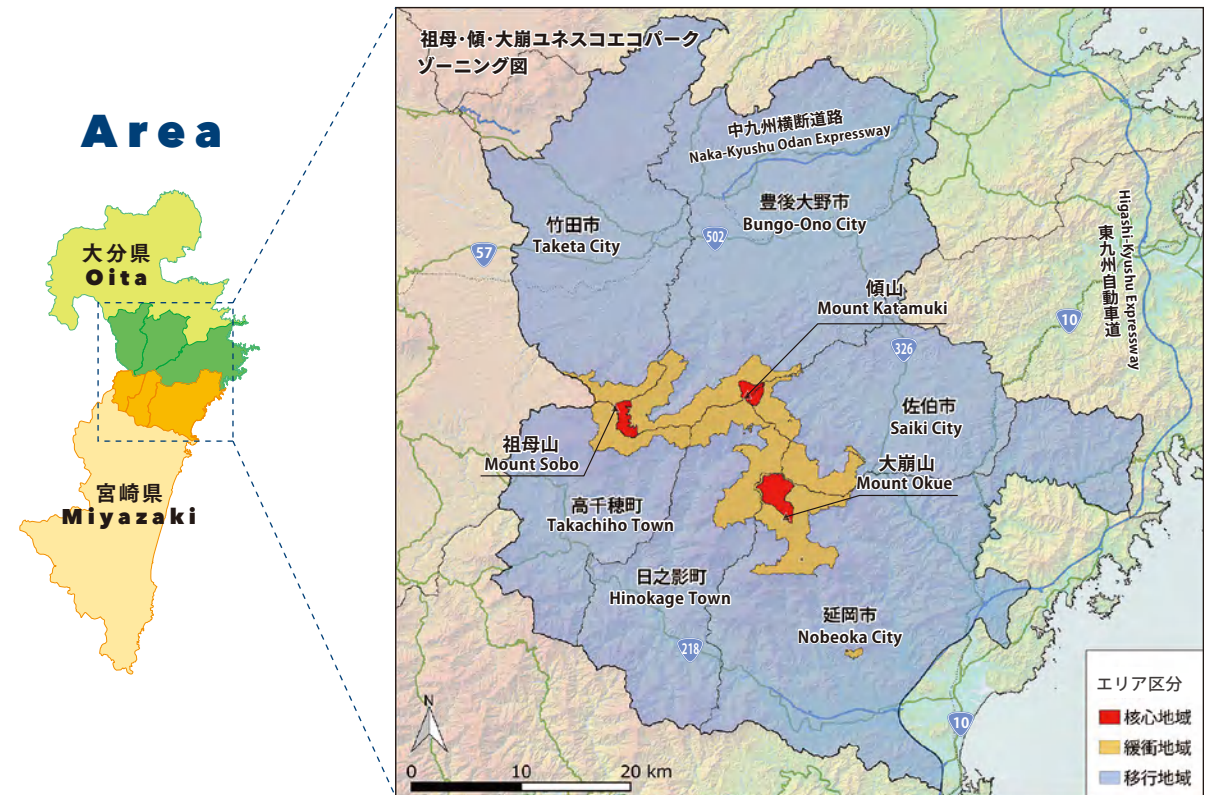 Area
大分県
Oita
宮崎県
Miyazaki
祖母・傾・大崩ユネスコエコパーク
ゾーニング図
中九州横断道路
Naka-Kyushu Odan Expressway
竹田市
Taketa City
豊後大野市
Bungo-Ono City
502
57
傾山
Mount Katamuki
Higashi-Kyushu Expressway
東九州自動車道
10
326
佐伯市
Saiki City
祖母山
Mount Sobo
大崩山
Mount Okue
高千穂町
Takachiho Town
日之影町
Hinokage Town
延岡市
Nobeoka City
218
10
N
0 10 20 km
エリア区分
核心地域
緩衝地域
移行地域